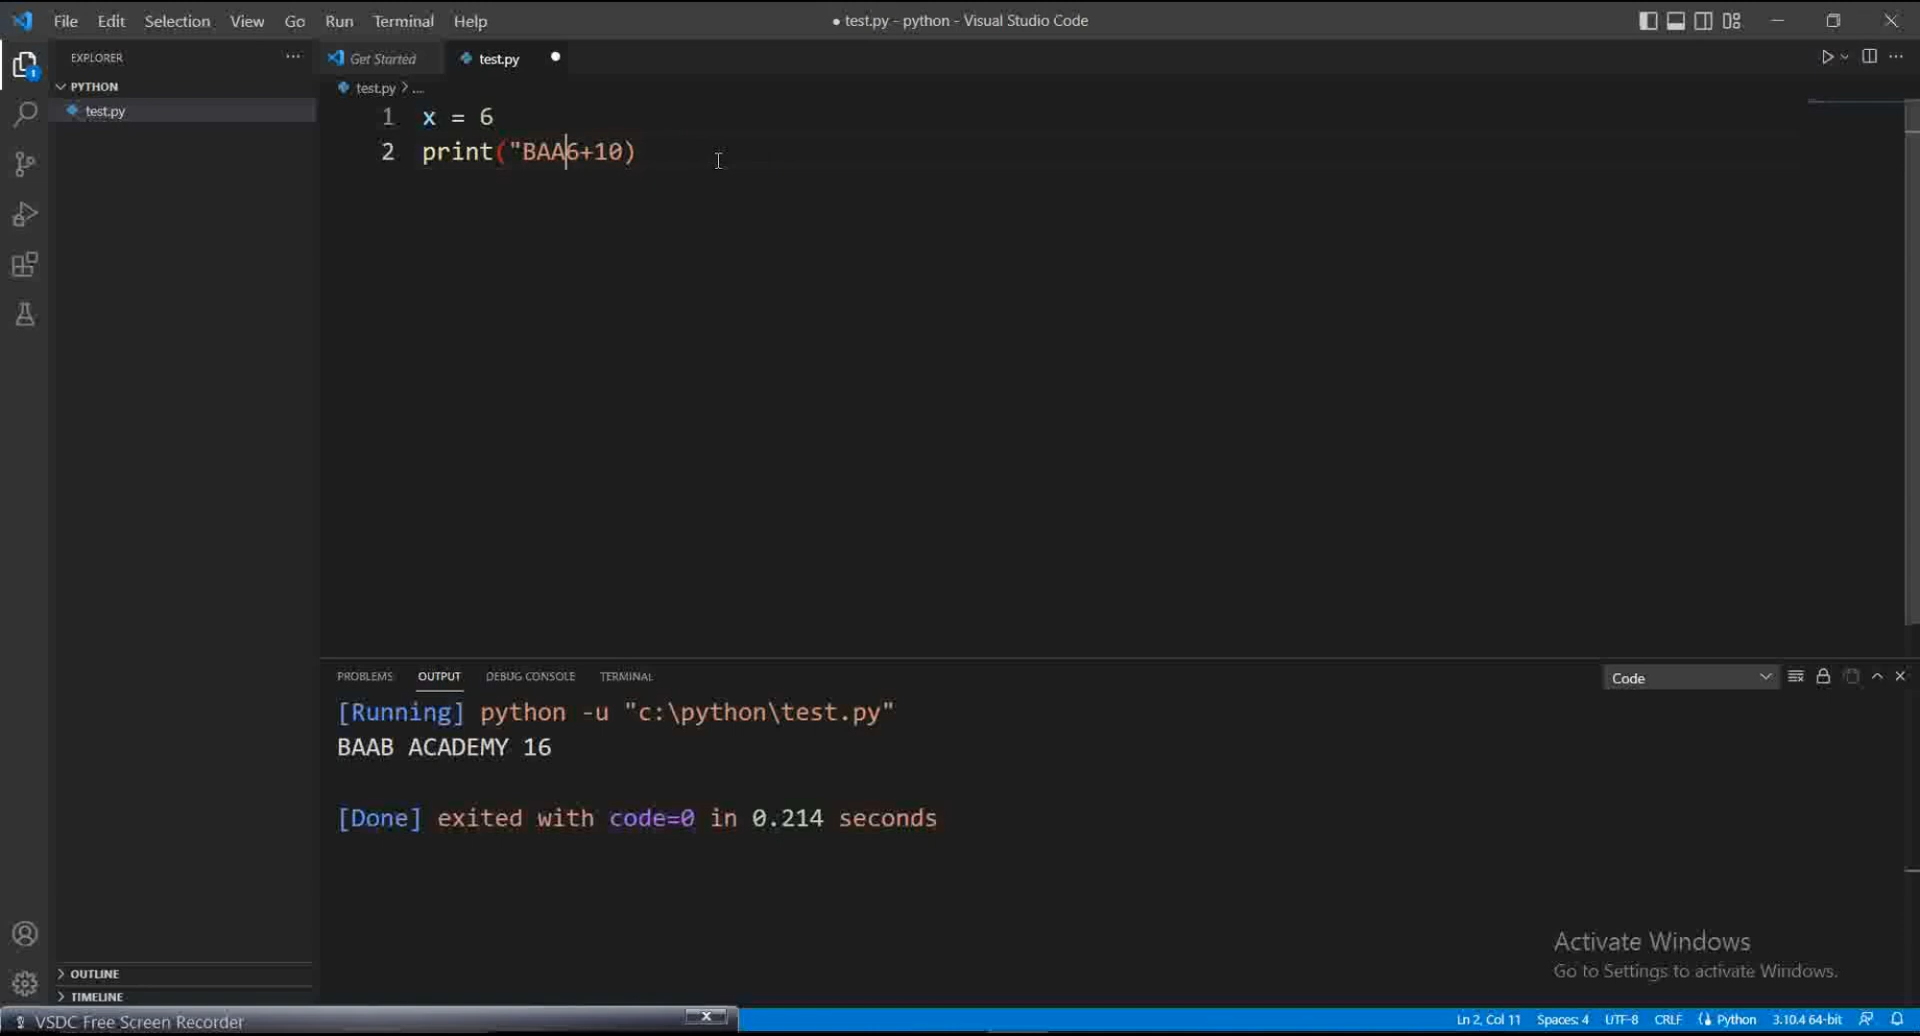 File Edit Selection View Go Run Terminal Help
● test.py - python - Visual Studio Code
EXPLORER
Get Started
test.py
PYTHON
test.py
test.py > ...
1 x = 6
2 print("BAA6+10)
PROBLEMS OUTPUT DEBUG CONSOLE TERMINAL
Code
[Running] python -u "c:\python\test.py"
BAAB ACADEMY 16
[Done] exited with code=0 in 0.214 seconds
Activate Windows
Go to Settings to activate Windows.
OUTLINE
TIMELINE
VSDC Free Screen Recorder
Ln 2, Col 11 Spaces: 4 UTF-8 CRLF Python 3.10.4 64-bit